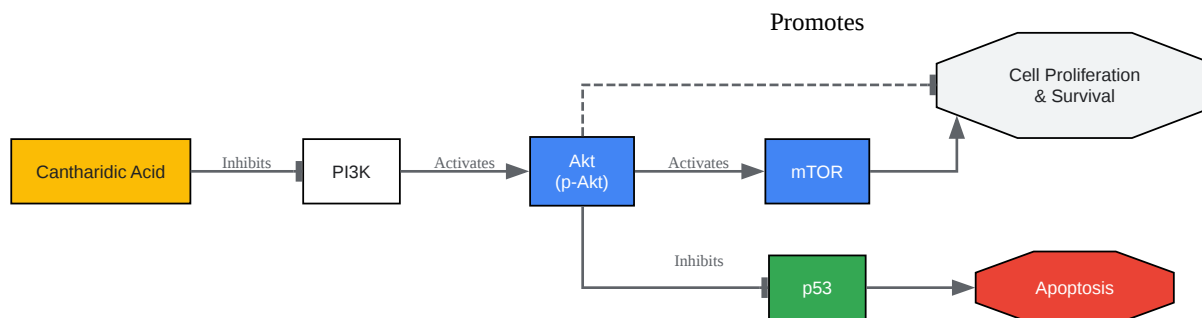 Promotes
Cell Proliferation
& Survival
Cantharidic Acid
Inhibits
PI3K
Activates
Akt
(p-Akt)
Activates
mTOR
Inhibits
p53
Apoptosis